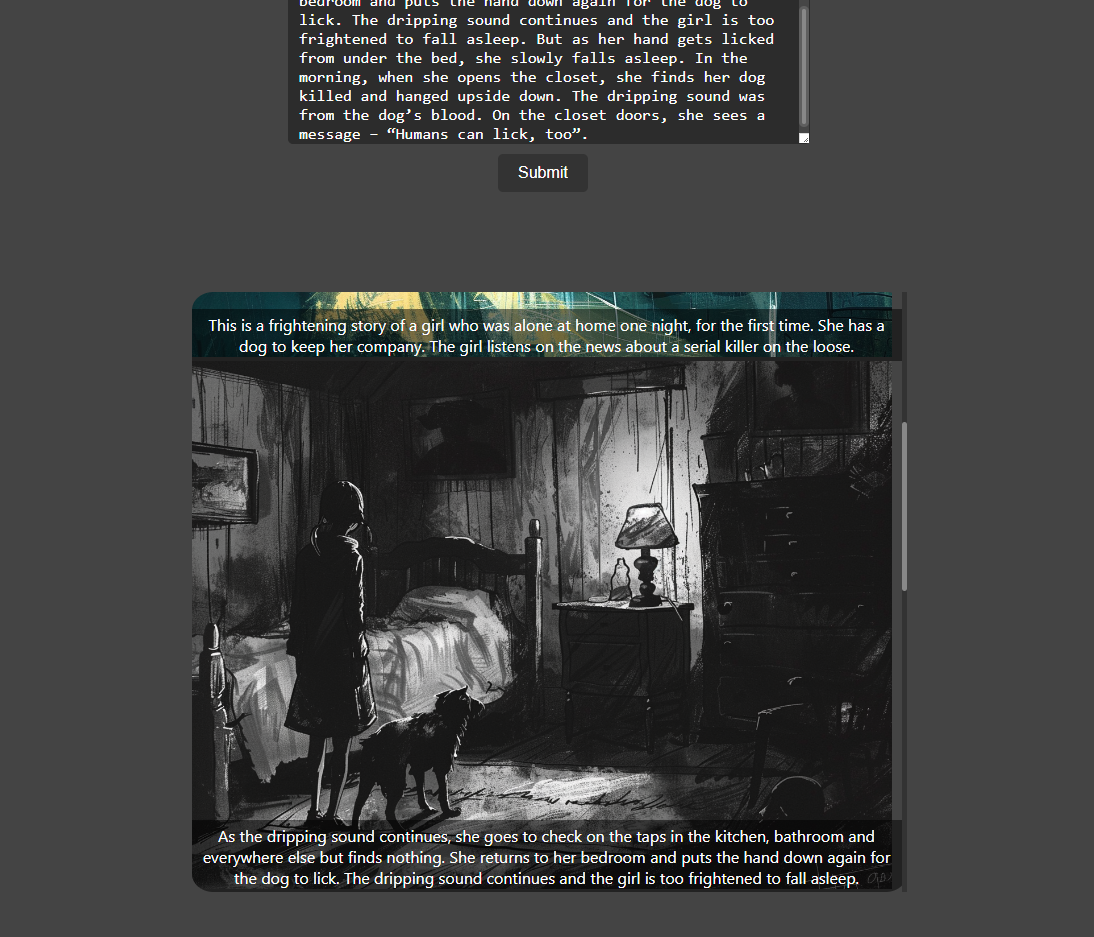 bedroom and puts the hand down again for the dog to
lick. The dripping sound continues and the girl is too
frightened to fall asleep. But as her hand gets licked
from under the bed, she slowly falls asleep. In the
morning, when she opens the closet, she finds her dog
killed and hanged upside down. The dripping sound was
from the dog’s blood. On the closet doors, she sees a
message – “Humans can lick, too”.
Submit
This is a frightening story of a girl who was alone at home one night, for the first time. She has a
dog to keep her company. The girl listens on the news about a serial killer on the loose.
As the dripping sound continues, she goes to check on the taps in the kitchen, bathroom and
everywhere else but finds nothing. She returns to her bedroom and puts the hand down again for
the dog to lick. The dripping sound continues and the girl is too frightened to fall asleep.